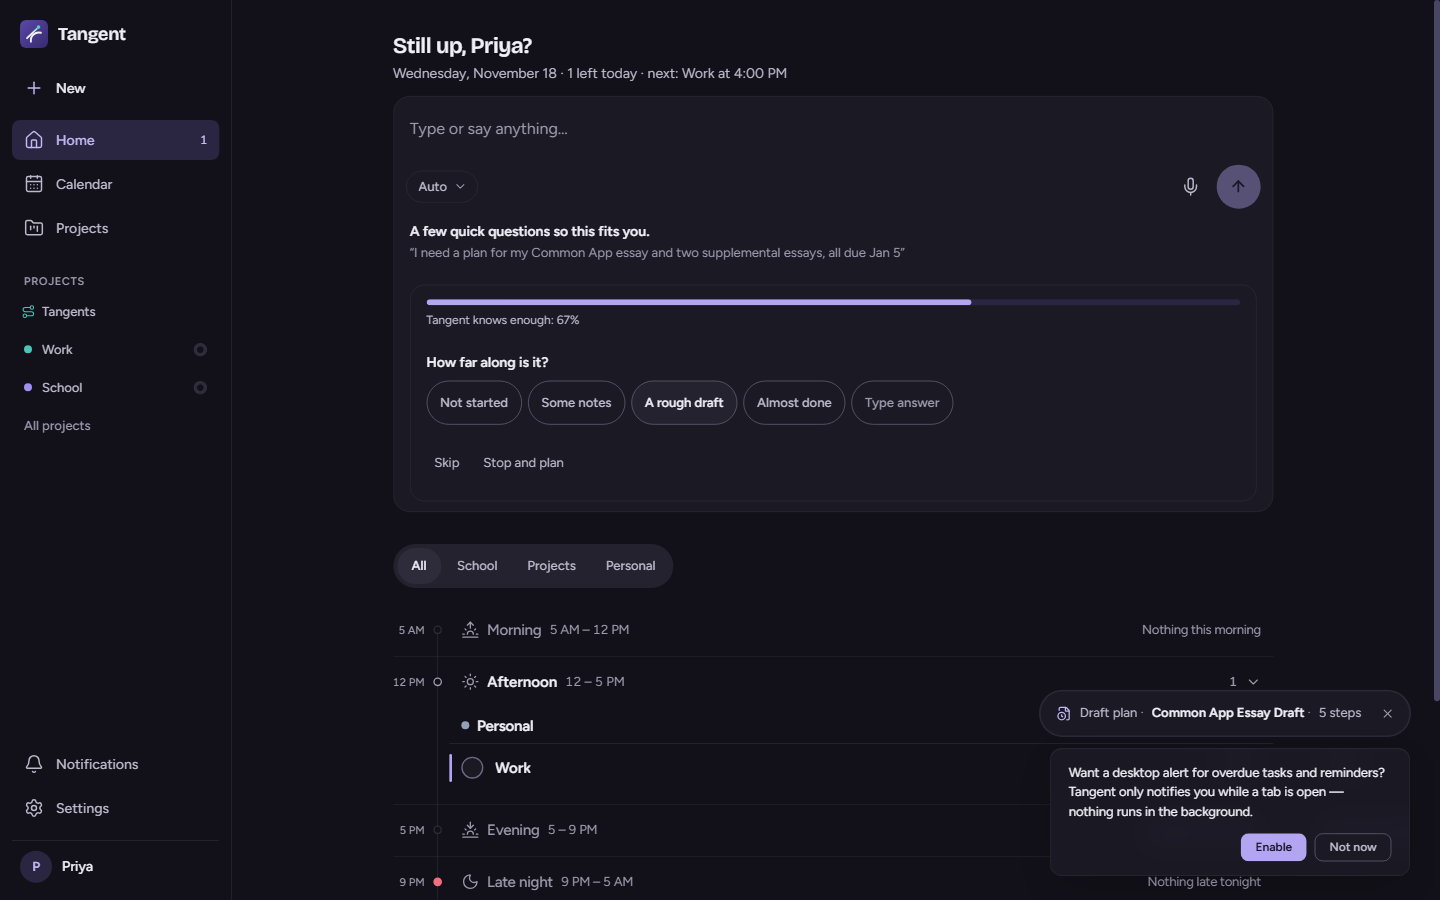 Tangent
New
Home 1
Calendar
Projects
PROJECTS
Tangents
Work
School
All projects
Notifications
Settings
P Priya
Still up, Priya?
Wednesday, November 18 · 1 left today · next: Work at 4:00 PM
Type or say anything...
Auto
A few quick questions so this fits you.
“I need a plan for my Common App essay and two supplemental essays, all due Jan 5”
Tangent knows enough: 67%
How far along is it?
Not started Some notes A rough draft Almost done Type answer
Skip Stop and plan
All School Projects Personal
5 AM Morning 5 AM – 12 PM Nothing this morning
12 PM Afternoon 12 – 5 PM 1
Personal
Work
5 PM Evening 5 – 9 PM
9 PM Late night 9 PM – 5 AM Nothing late tonight
Draft plan · Common App Essay Draft · 5 steps
Want a desktop alert for overdue tasks and reminders?
Tangent only notifies you while a tab is open —
nothing runs in the background.
Enable Not now